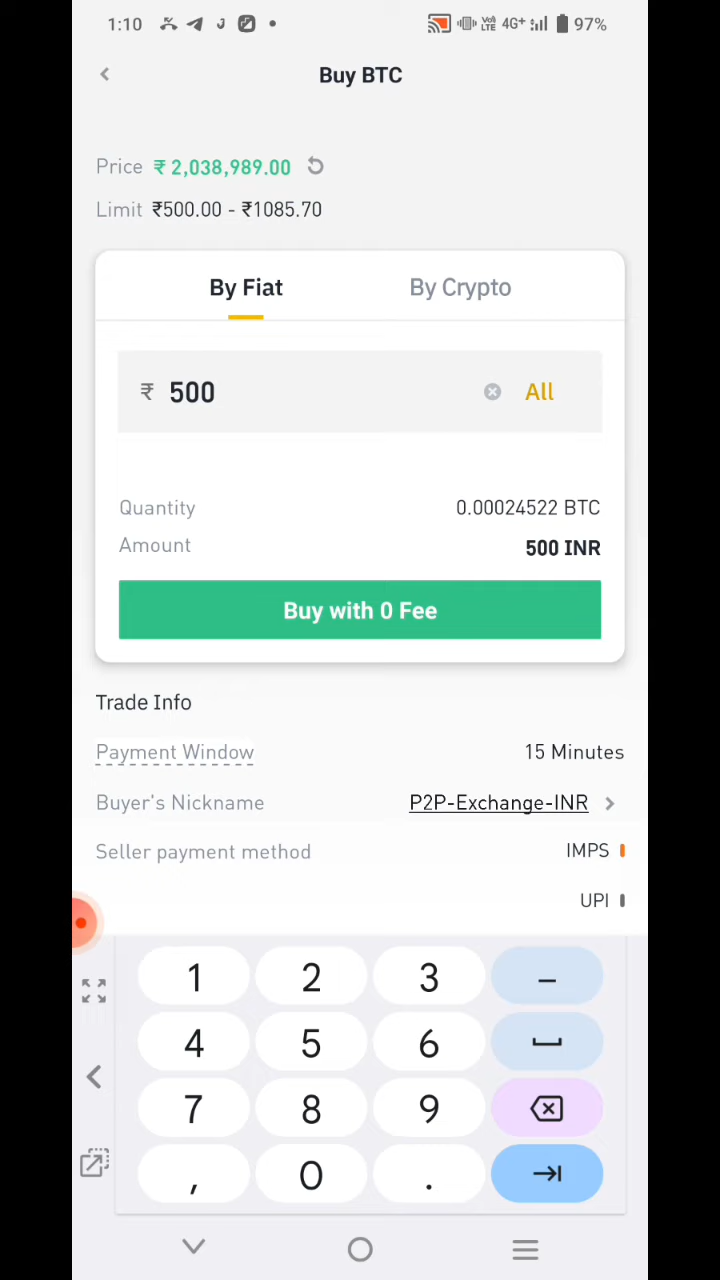 1:10 VoD LTE 4G+ 97%
Buy BTC
Price ₹ 2,038,989.00
Limit ₹500.00 - ₹1085.70
By Fiat By Crypto
₹ 500 All
Quantity 0.00024522 BTC
Amount 500 INR
Buy with 0 Fee
Trade Info
Payment Window 15 Minutes
Buyer's Nickname P2P-Exchange-INR
Seller payment method IMPS
UPI
1 2 3 –
4 5 6
7 8 9
, 0 .